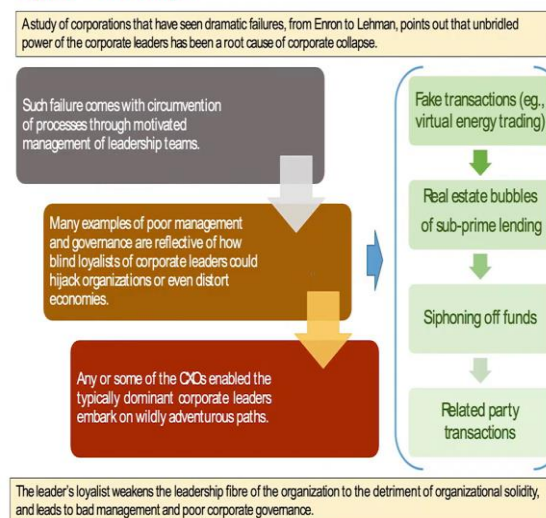 A study of corporations that have seen dramatic failures, from Enron to Lehman, points out that unbridled
power of the corporate leaders has been a root cause of corporate collapse.
Such failure comes with circumvention
of processes through motivated
management of leadership teams.
Many examples of poor management
and governance are reflective of how
blind loyalists of corporate leaders could
hijack organizations or even distort
economies.
Any or some of the CXOs enabled the
typically dominant corporate leaders
embark on wildly adventurous paths.
Fake transactions (eg.,
virtual energy trading)
Real estate bubbles
of sub-prime lending
Siphoning off funds
Related party
transactions
The leader's loyalist weakens the leadership fibre of the organization to the detriment of organizational solidity,
and leads to bad management and poor corporate governance.